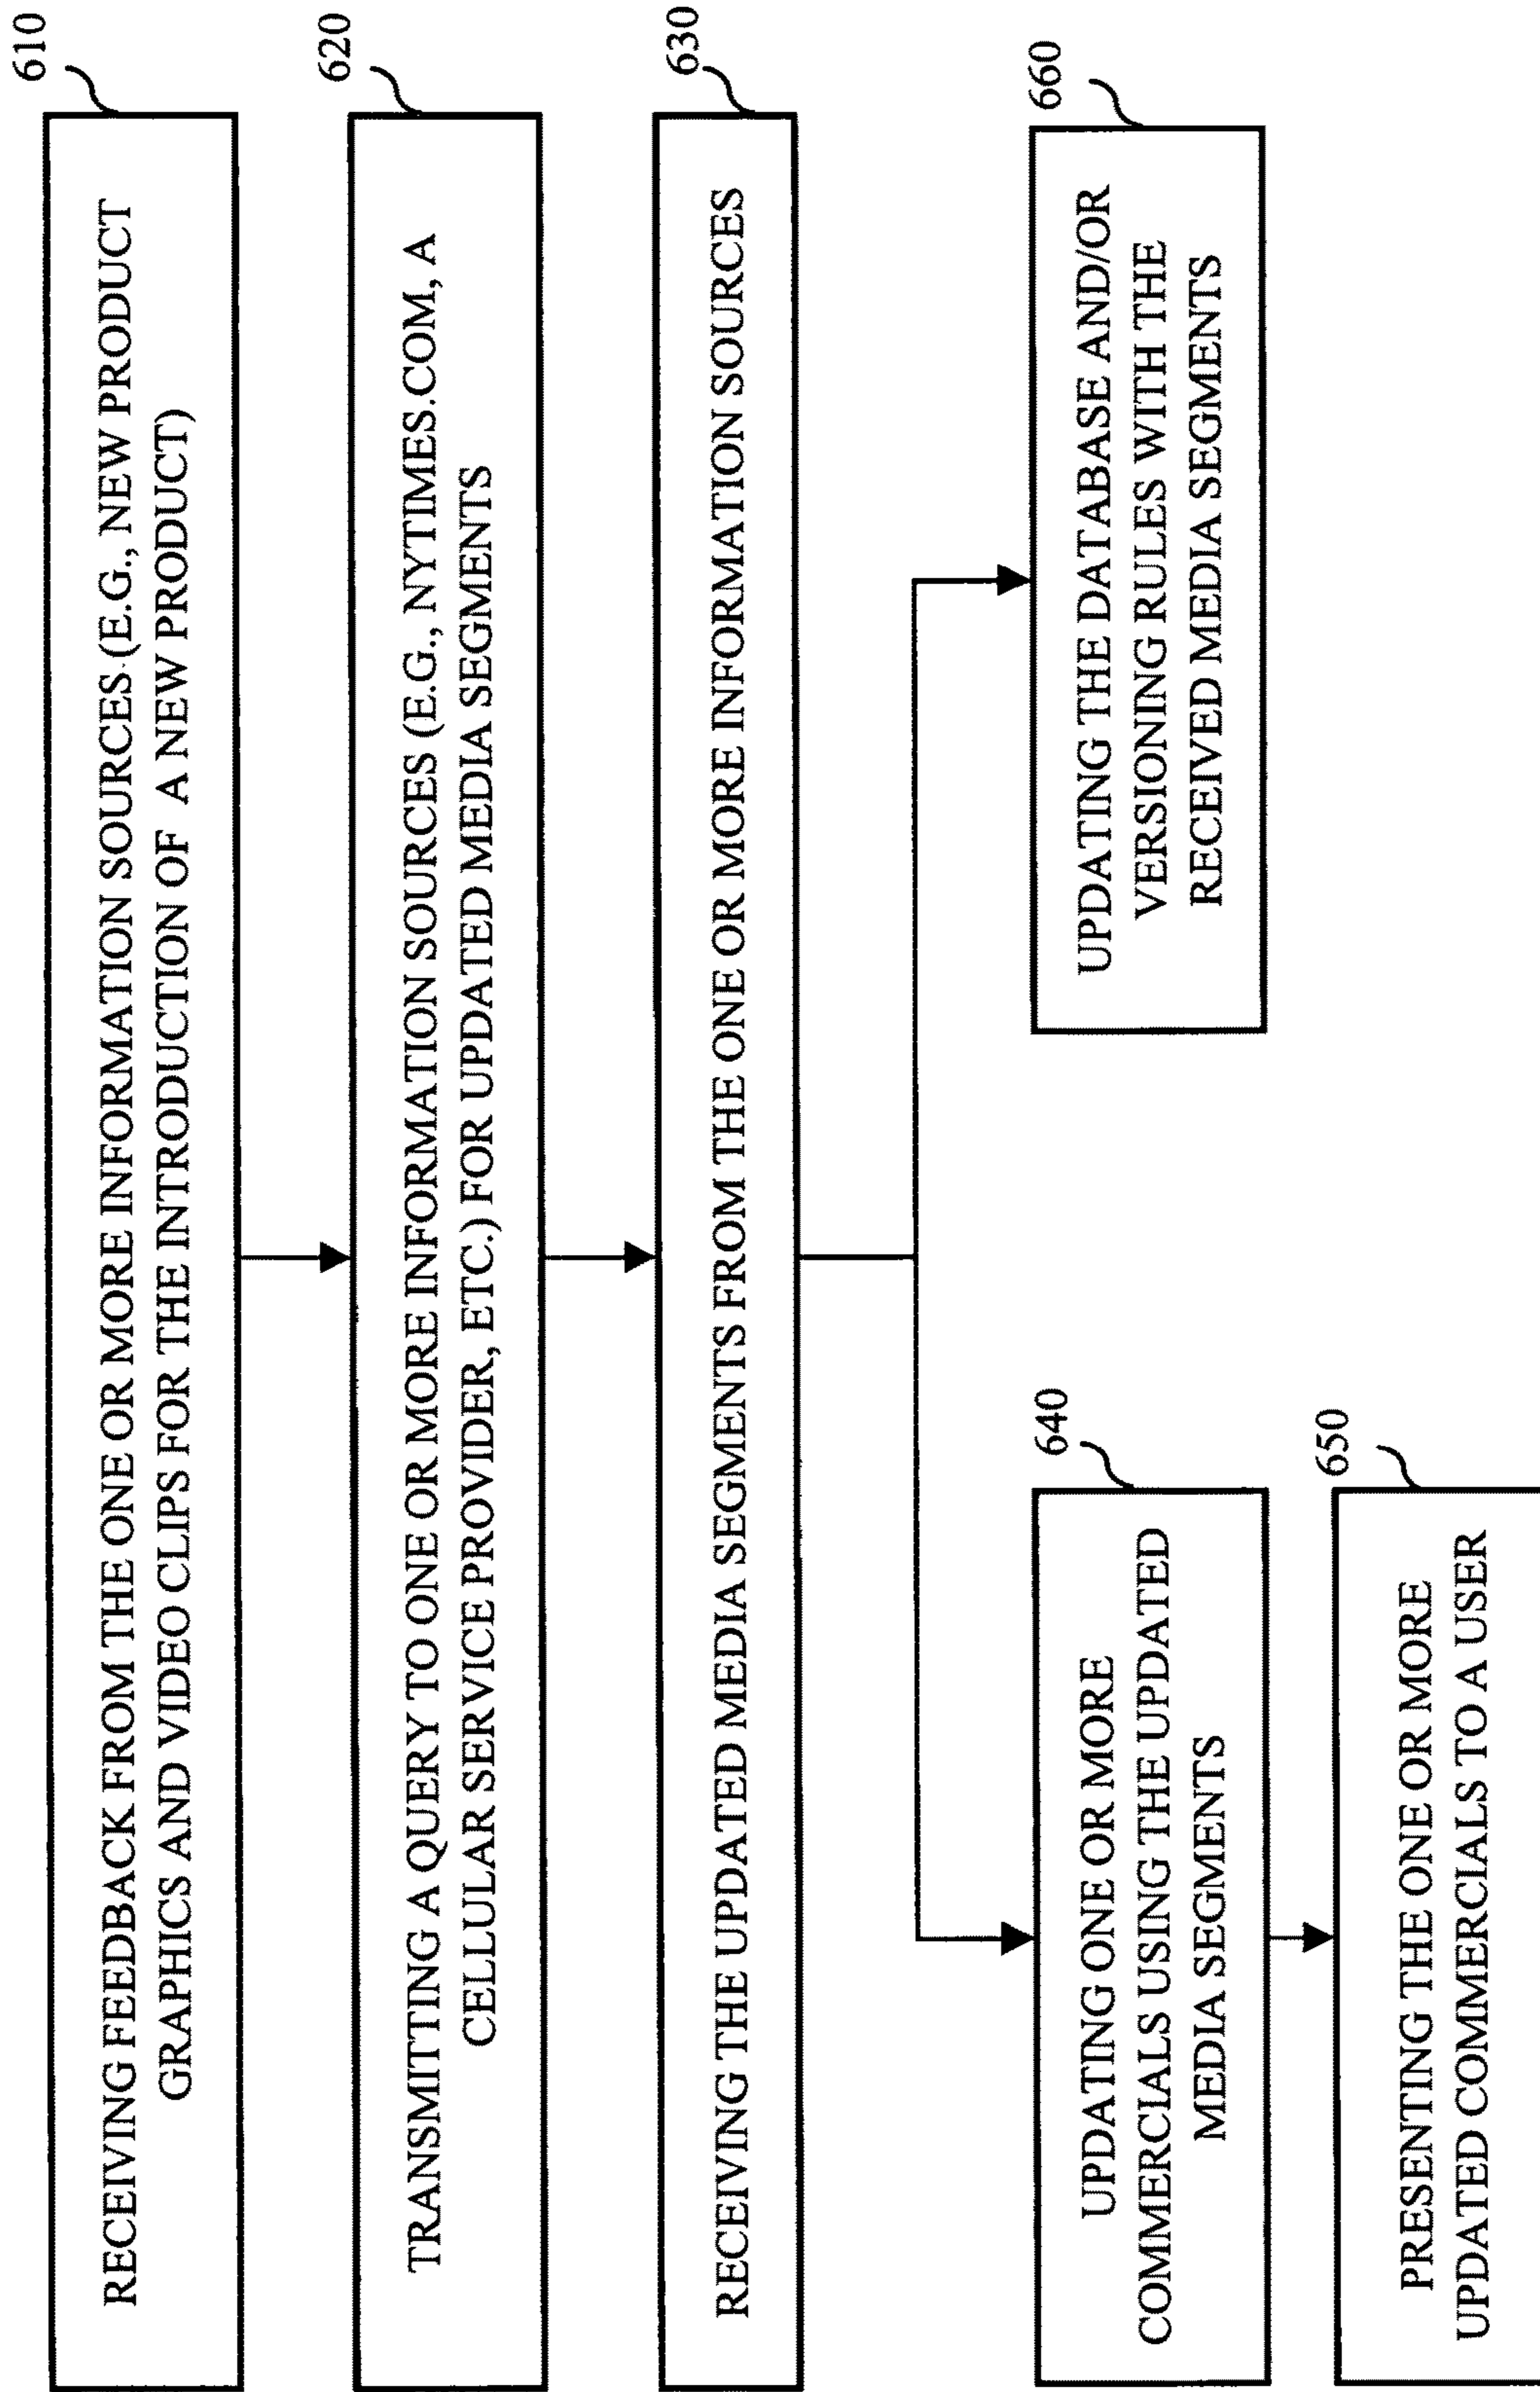 610
RECEIVING FEEDBACK FROM THE ONE OR MORE INFORMATION SOURCES (E.G., NEW PRODUCT
GRAPHICS AND VIDEO CLIPS FOR THE INTRODUCTION OF A NEW PRODUCT)
620
TRANSMITTING A QUERY TO ONE OR MORE INFORMATION SOURCES (E.G., NYTIMES.COM, A
CELLULAR SERVICE PROVIDER, ETC.) FOR UPDATED MEDIA SEGMENTS
630
RECEIVING THE UPDATED MEDIA SEGMENTS FROM THE ONE OR MORE INFORMATION SOURCES
640
UPDATING ONE OR MORE
COMMERCIALS USING THE UPDATED
MEDIA SEGMENTS
650
PRESENTING THE ONE OR MORE
UPDATED COMMERCIALS TO A USER
660
UPDATING THE DATABASE AND/OR
VERSIONING RULES WITH THE
RECEIVED MEDIA SEGMENTS